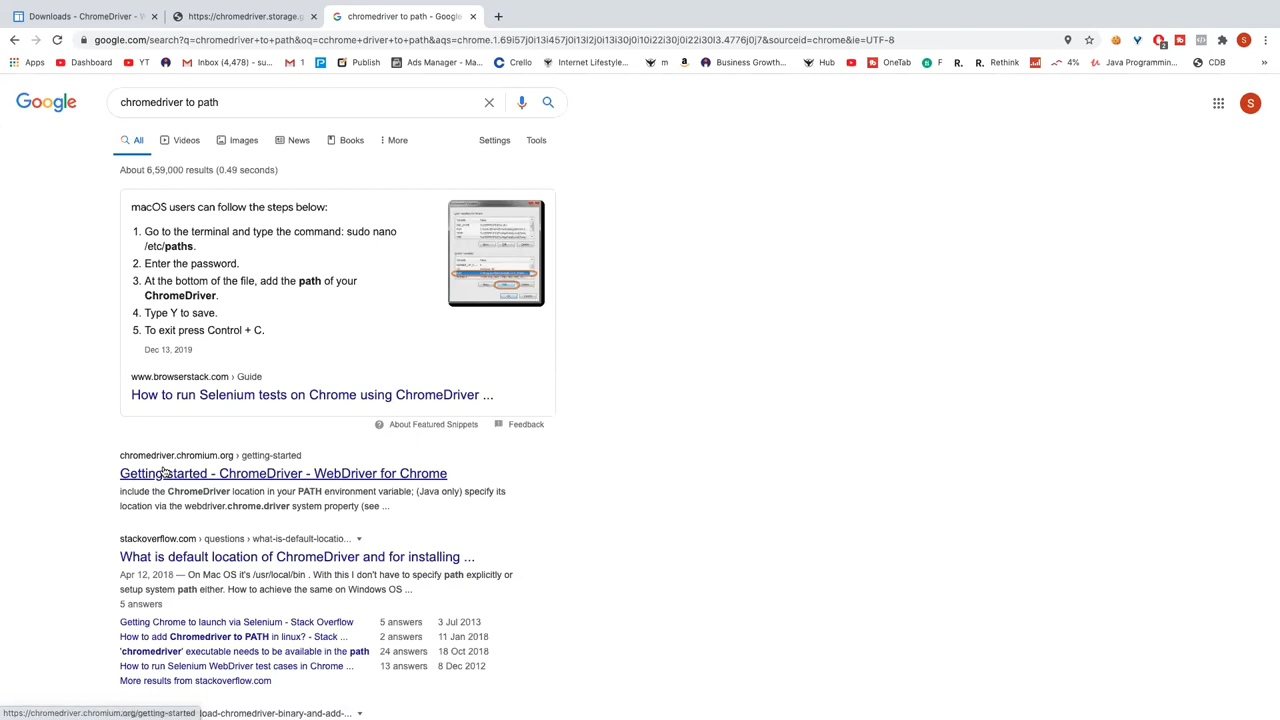 Downloads - ChromeDriver - W
https://chromedriver.storage.g
chromedriver to path - Google
google.com/search?q=chromedriver+to+path&oq=cchrome+driver+to+path&aqs=chrome.1.69i57j0i13i457j0i13l2j0i13i30j0i10i22i30j0i22i30l3.4776j0j7&sourceid=chrome&ie=UTF-8
Apps
Dashboard
YT
Inbox (4,478) - su...
1
Publish
Ads Manager - Ma...
Crello
Internet Lifestyle...
m
Business Growth...
Hub
OneTab
F
R.
Rethink
4%
Java Programmin...
CDB
Google
chromedriver to path
S
All
Videos
Images
News
Books
More
Settings
Tools
About 6,59,000 results (0.49 seconds)
macOS users can follow the steps below:
1. Go to the terminal and type the command: sudo nano
/etc/paths.
2. Enter the password.
3. At the bottom of the file, add the path of your
ChromeDriver.
4. Type Y to save.
5. To exit press Control + C.
Dec 13, 2019
www.browserstack.com › Guide
How to run Selenium tests on Chrome using ChromeDriver ...
About Featured Snippets
Feedback
chromedriver.chromium.org › getting-started
Getting started - ChromeDriver - WebDriver for Chrome
include the ChromeDriver location in your PATH environment variable; (Java only) specify its
location via the webdriver.chrome.driver system property (see ...
stackoverflow.com › questions › what-is-default-locatio...
What is default location of ChromeDriver and for installing ...
Apr 12, 2018 — On Mac OS it's /usr/local/bin . With this I don't have to specify path explicitly or
setup system path either. How to achieve the same on Windows OS ...
5 answers
Getting Chrome to launch via Selenium - Stack Overflow 5 answers 3 Jul 2013
How to add Chromedriver to PATH in linux? - Stack ... 2 answers 11 Jan 2018
'chromedriver' executable needs to be available in the path 24 answers 18 Oct 2018
How to run Selenium WebDriver test cases in Chrome ... 13 answers 8 Dec 2012
More results from stackoverflow.com
https://chromedriver.chromium.org/getting-started
load-chromedriver-binary-and-add-...